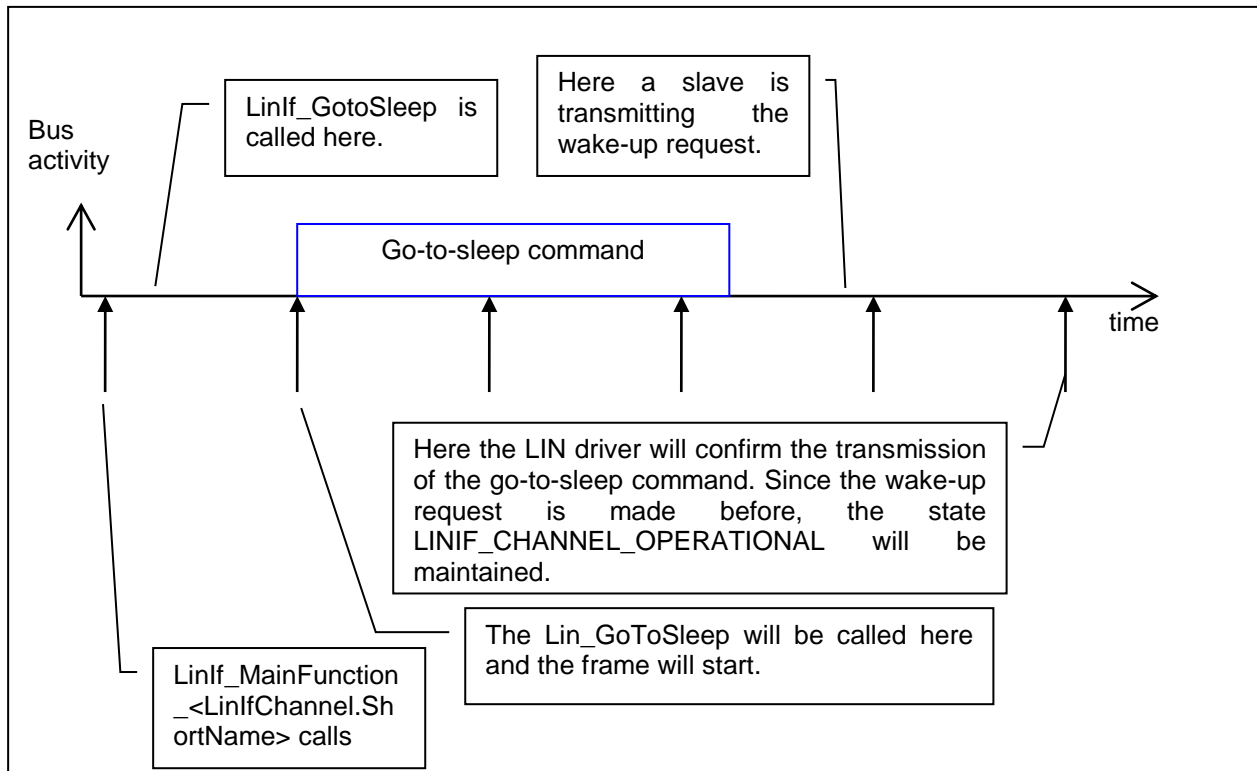 LinIf_GotoSleep is
called here.
Here a slave is
transmitting the
wake-up request.
Bus
activity
Go-to-sleep command
time
Here the LIN driver will confirm the transmission
of the go-to-sleep command. Since the wake-up
request is made before, the state
LINIF_CHANNEL_OPERATIONAL will be
maintained.
The Lin_GoToSleep will be called here
and the frame will start.
LinIf_MainFunction
_<LinIfChannel.Sh
ortName> calls